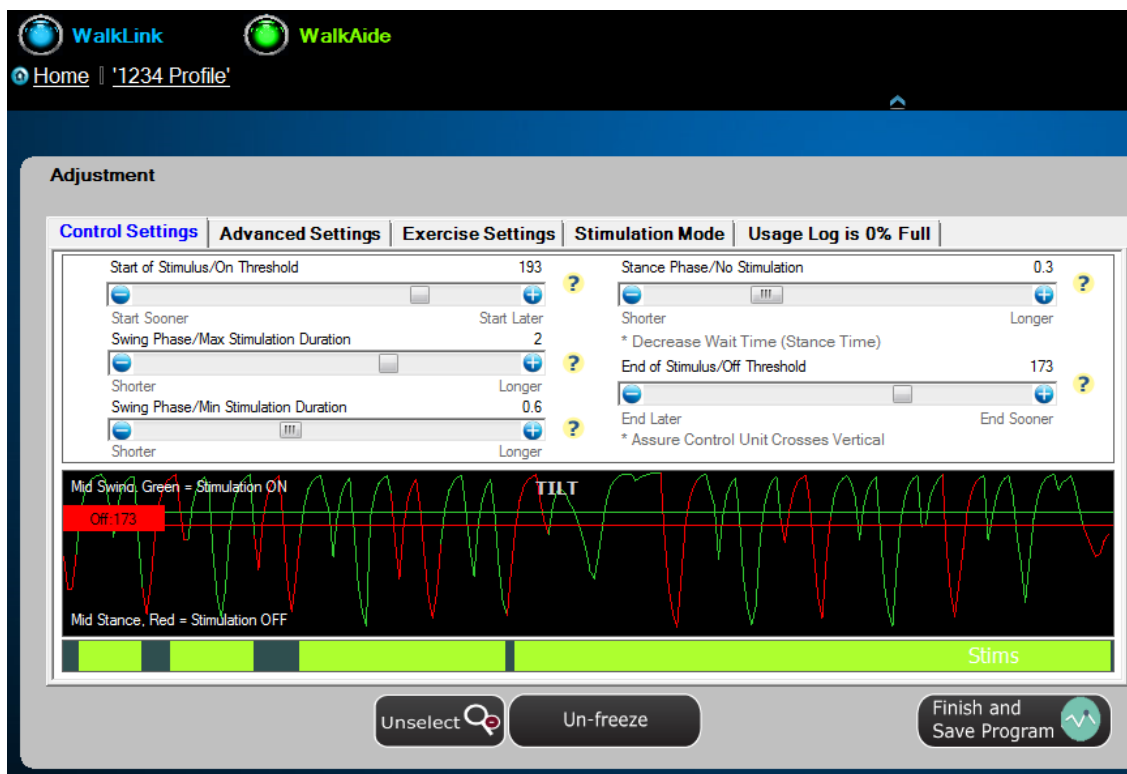 WalkLink WalkAide
Home '1234 Profile'
Adjustment
Control Settings Advanced Settings Exercise Settings Stimulation Mode Usage Log is 0% Full
Start of Stimulus/On Threshold 193 ?
Start Sooner Start Later
Swing Phase/Max Stimulation Duration 2 ?
Shorter Longer
Swing Phase/Min Stimulation Duration 0.6 ?
Shorter Longer
Stance Phase/No Stimulation 0.3 ?
Shorter Longer
* Decrease Wait Time (Stance Time)
End of Stimulus/Off Threshold 173 ?
End Later End Sooner
* Assure Control Unit Crosses Vertical
Mid Swing, Green = Stimulation ON
TILT
Off:173
Mid Stance, Red = Stimulation OFF
Stims
Unselect Un-freeze
Finish and
Save Program